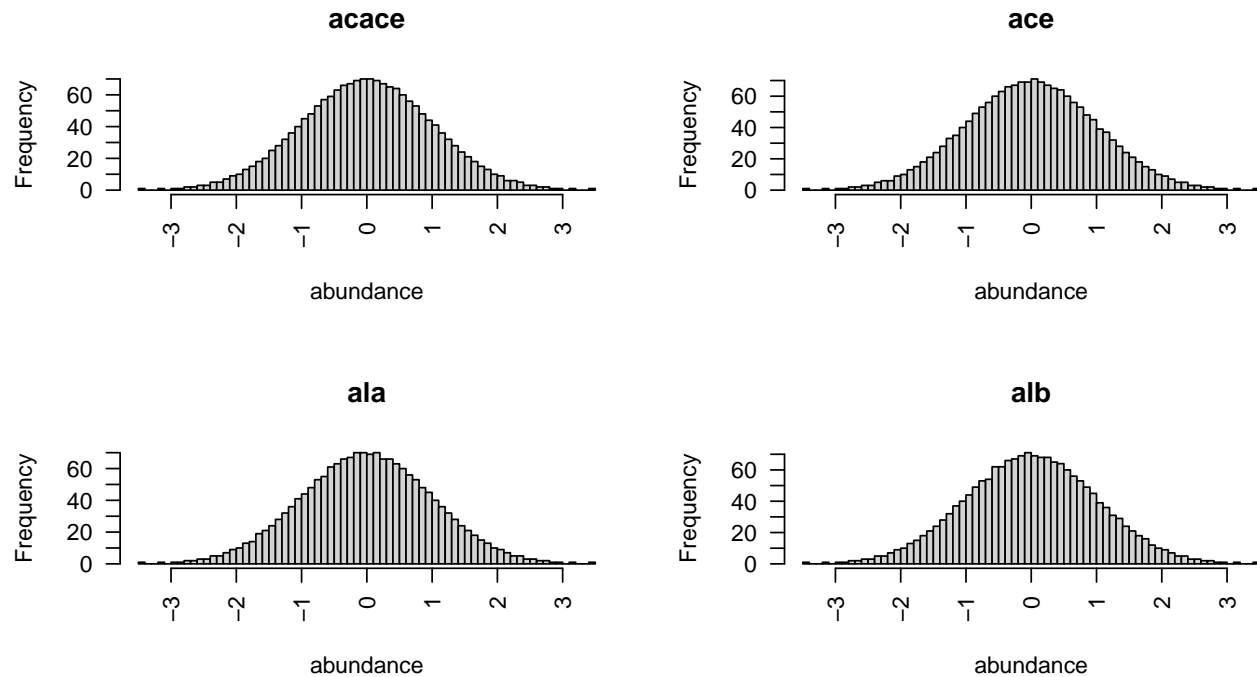 acace
Frequency
0 20 40 60
−3 −2 −1 0 1 2 3
abundance
ace
Frequency
0 20 40 60
−3 −2 −1 0 1 2 3
abundance
ala
Frequency
0 20 40 60
−3 −2 −1 0 1 2 3
abundance
alb
Frequency
0 20 40 60
−3 −2 −1 0 1 2 3
abundance